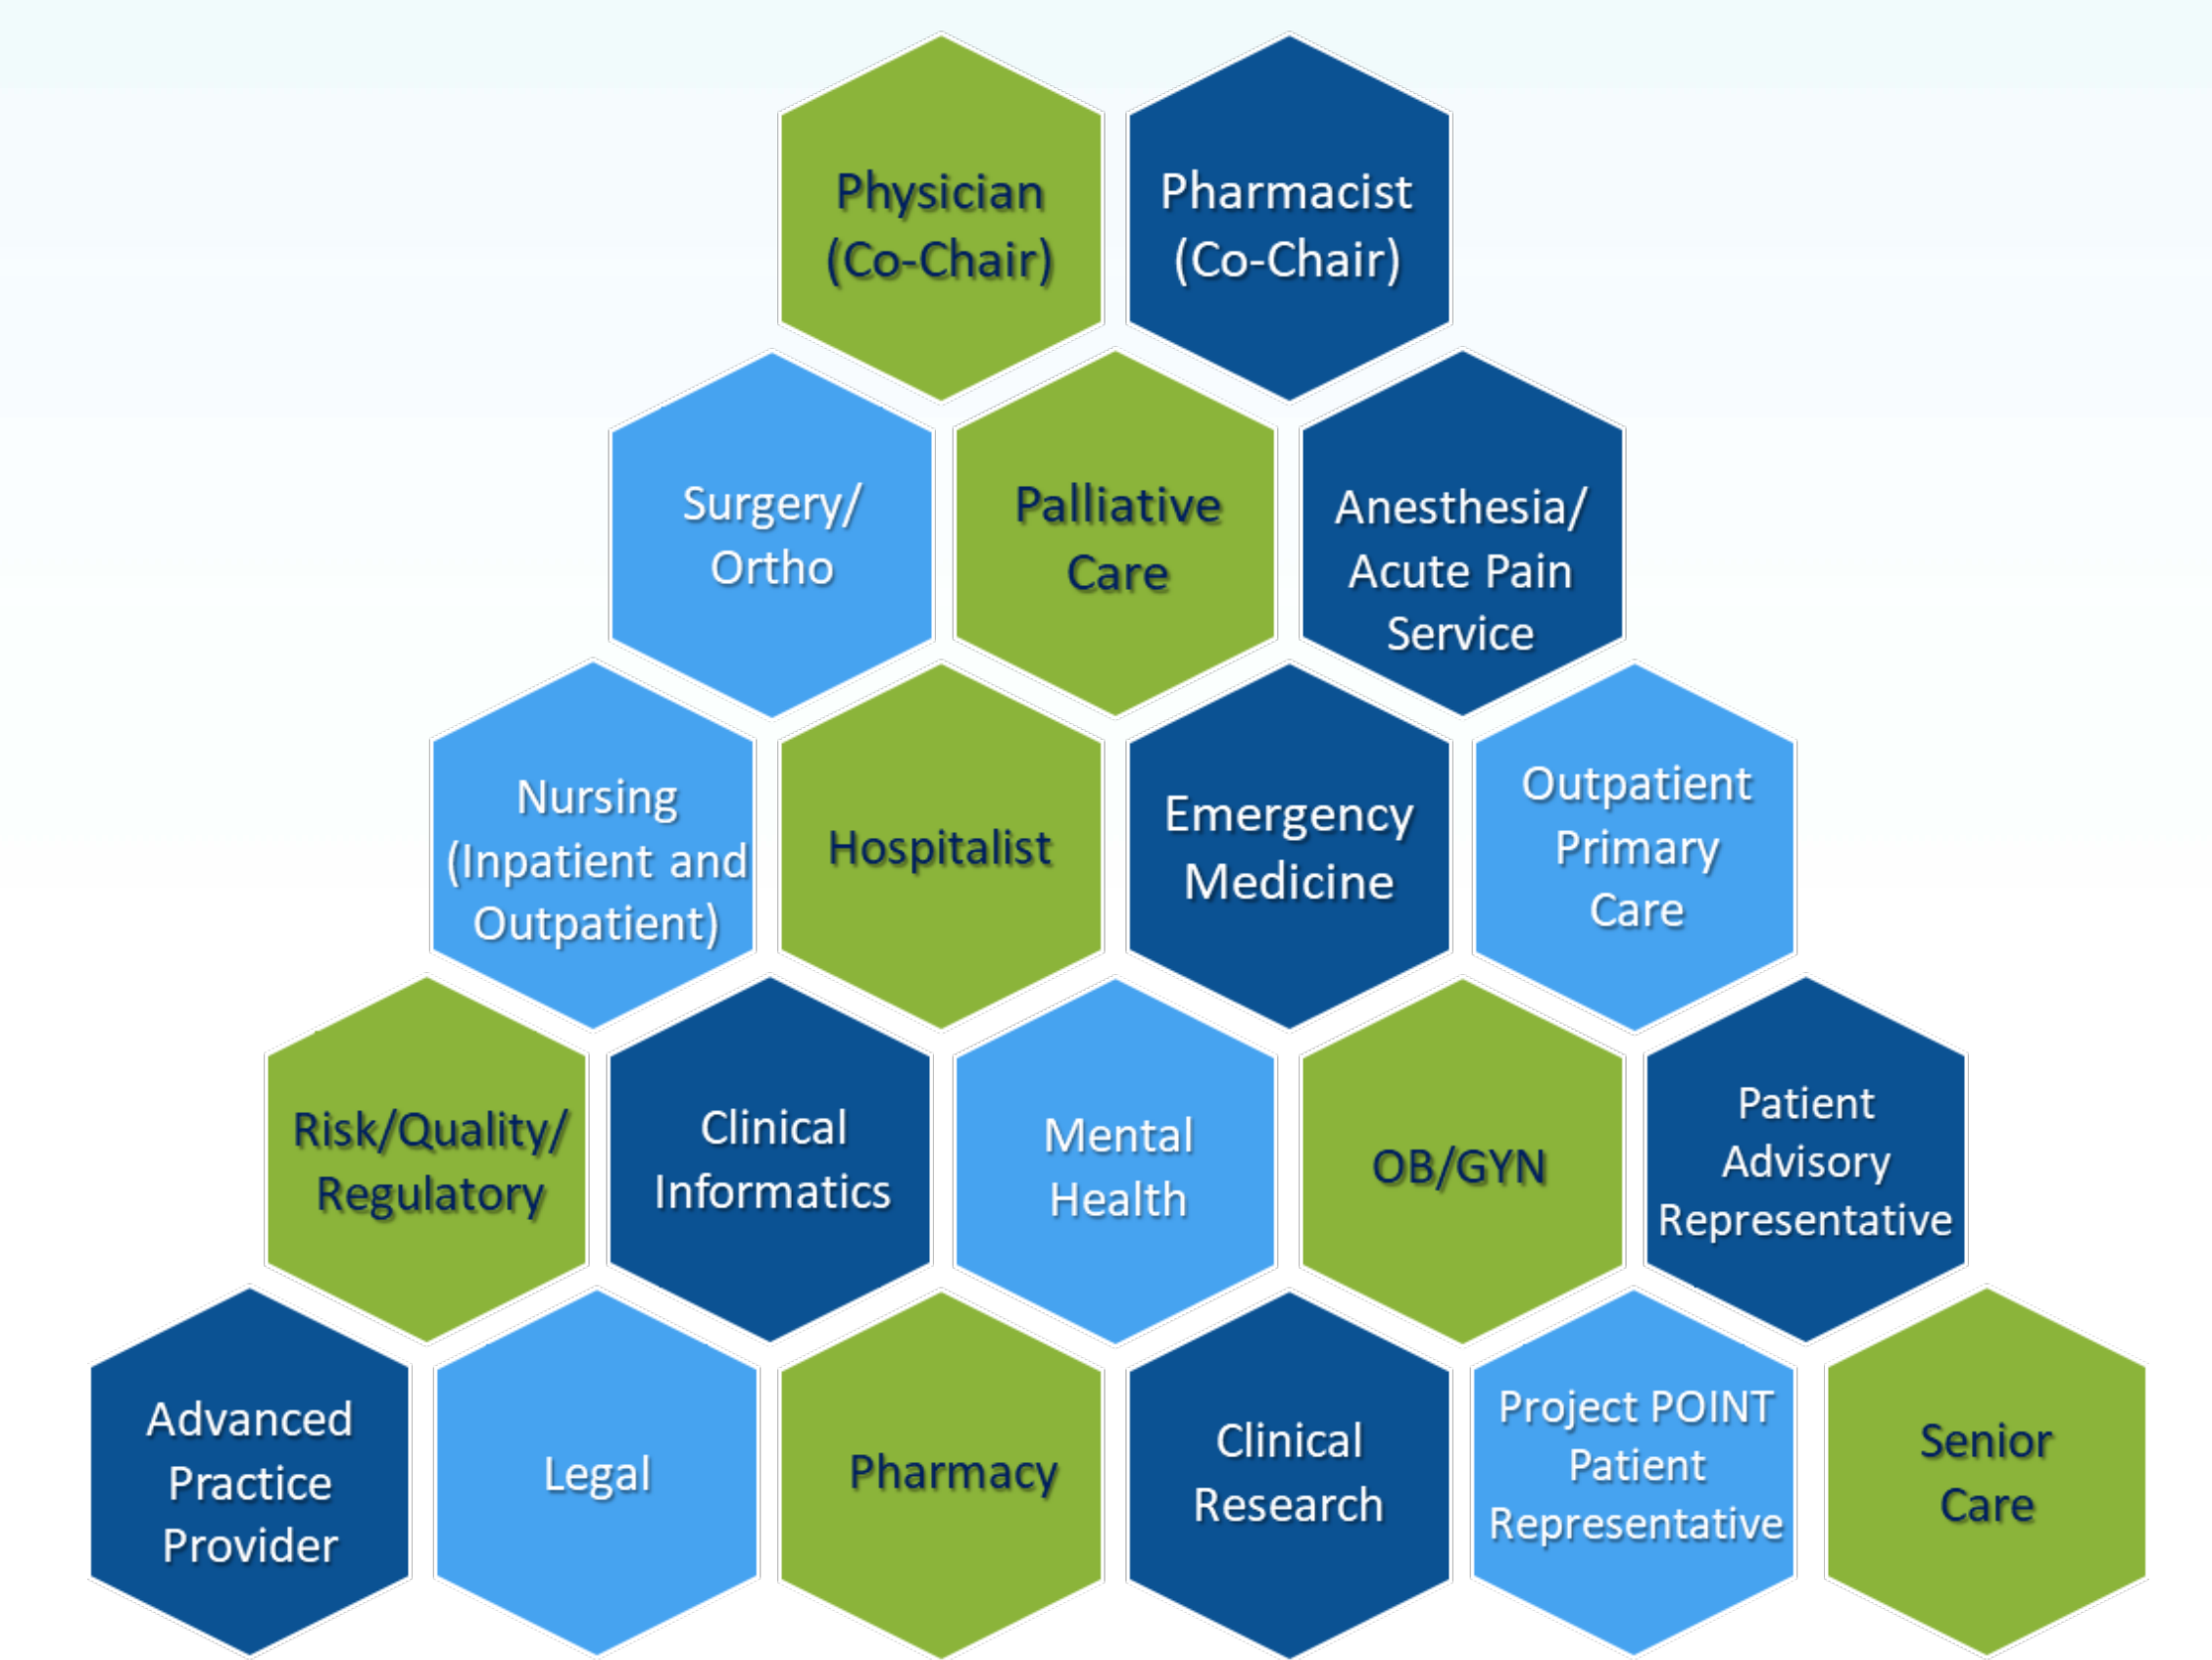 Physician
(Co-Chair)
Pharmacist
(Co-Chair)
Surgery/
Ortho
Palliative
Care
Anesthesia/
Acute Pain
Service
Nursing
(Inpatient and
Outpatient)
Hospitalist
Emergency
Medicine
Outpatient
Primary
Care
Risk/Quality/
Regulatory
Clinical
Informatics
Mental
Health
OB/GYN
Patient
Advisory
Representative
Advanced
Practice
Provider
Legal
Pharmacy
Clinical
Research
Project POINT
Patient
Representative
Senior
Care